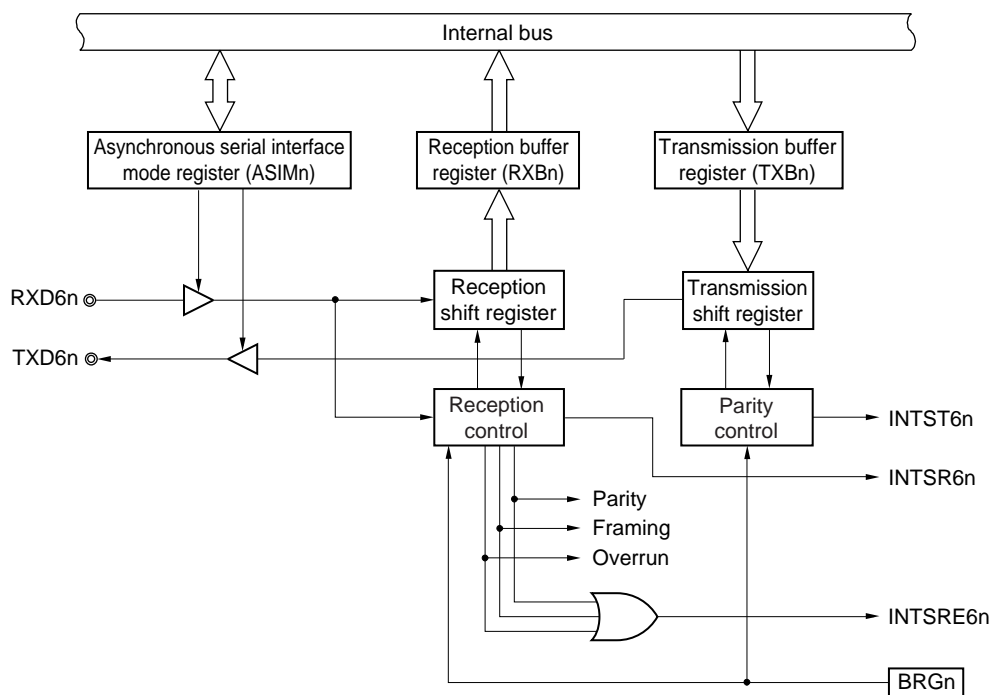 Internal bus
Asynchronous serial interface
mode register (ASIMn)
Reception buffer
register (RXBn)
Transmission buffer
register (TXBn)
RXD6n
Reception
shift register
Transmission
shift register
TXD6n
Reception
control
Parity
control
INTST6n
INTSR6n
Parity
Framing
Overrun
INTSRE6n
BRGn